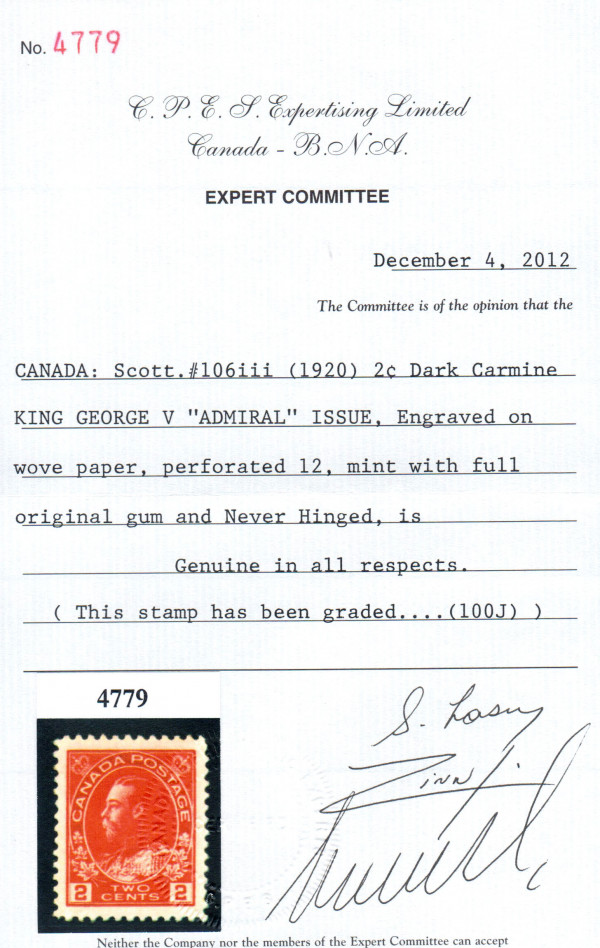 No. 4779
C. P. E. S. Expertising Limited
Canada - B.N.A.
EXPERT COMMITTEE
December 4, 2012
The Committee is of the opinion that the
CANADA: Scott.#106iii (1920) 2¢ Dark Carmine
KING GEORGE V "ADMIRAL" ISSUE, Engraved on
wove paper, perforated 12, mint with full
original gum and Never Hinged, is
Genuine in all respects.
( This stamp has been graded....(100J) )
4779
CANADA POSTAGE
2 TWO CENTS 2
S.
Neither the Company nor the members of the Expert Committee can accept